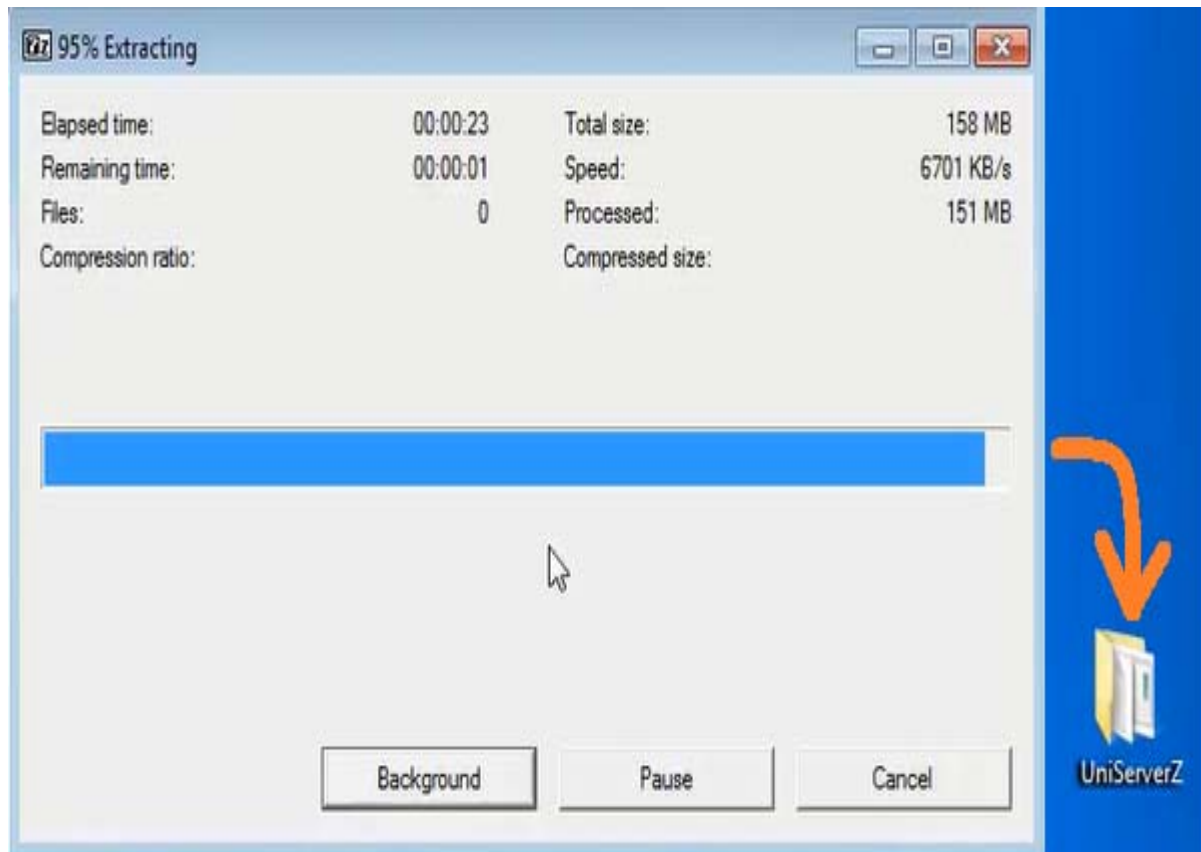 95% Extracting
Elapsed time: 00:00:23 Total size: 158 MB
Remaining time: 00:00:01 Speed: 6701 KB/s
Files: 0 Processed: 151 MB
Compression ratio: Compressed size:
Background Pause Cancel
UniServerZ